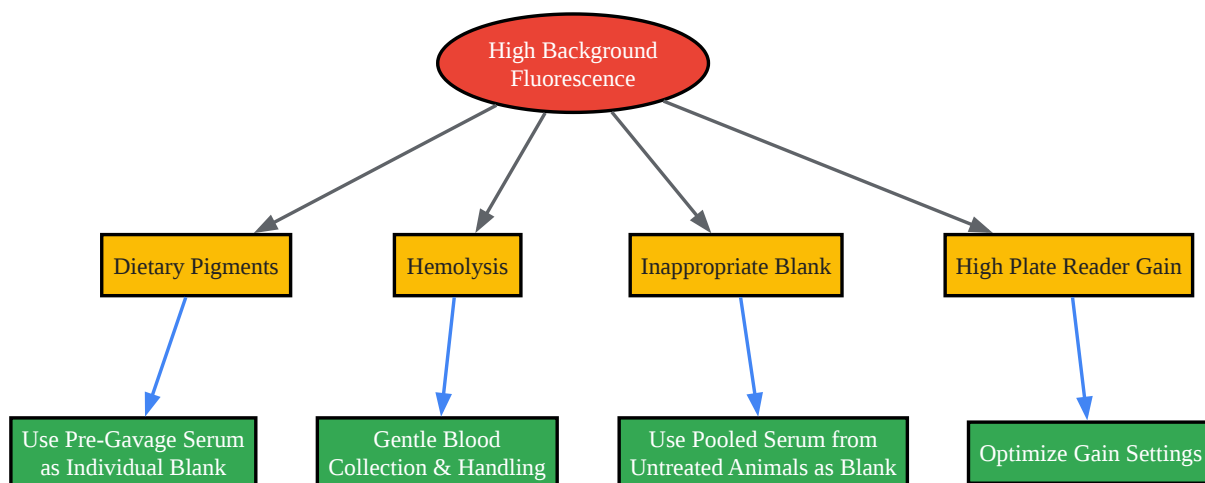 High Background
Fluorescence
Dietary Pigments
Hemolysis
Inappropriate Blank
High Plate Reader Gain
Use Pre-Gavage Serum
as Individual Blank
Gentle Blood
Collection & Handling
Use Pooled Serum from
Untreated Animals as Blank
Optimize Gain Settings